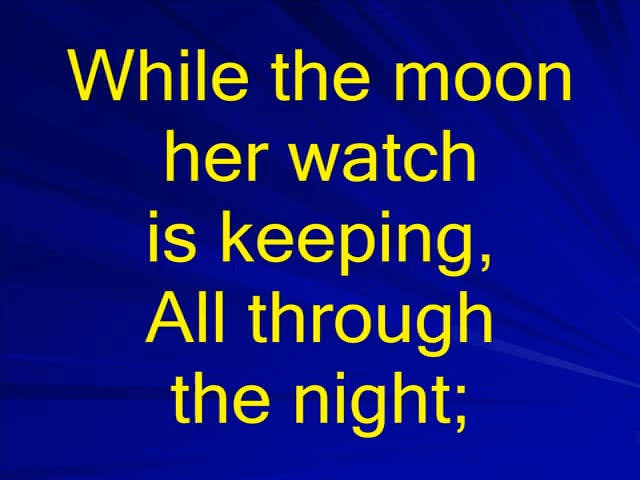 While the moon
her watch
is keeping,
All through
the night;